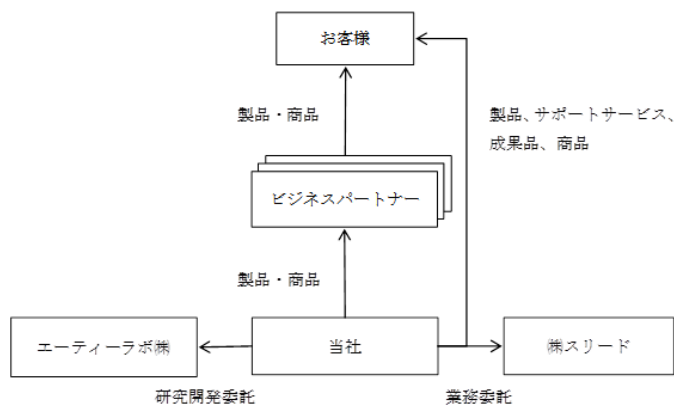 お客様
製品・商品
製品、サポートサービス、
成果品、商品
ビジネスパートナー
製品・商品
エーティーラボ㈱
当社
㈱スリード
研究開発委託
業務委託